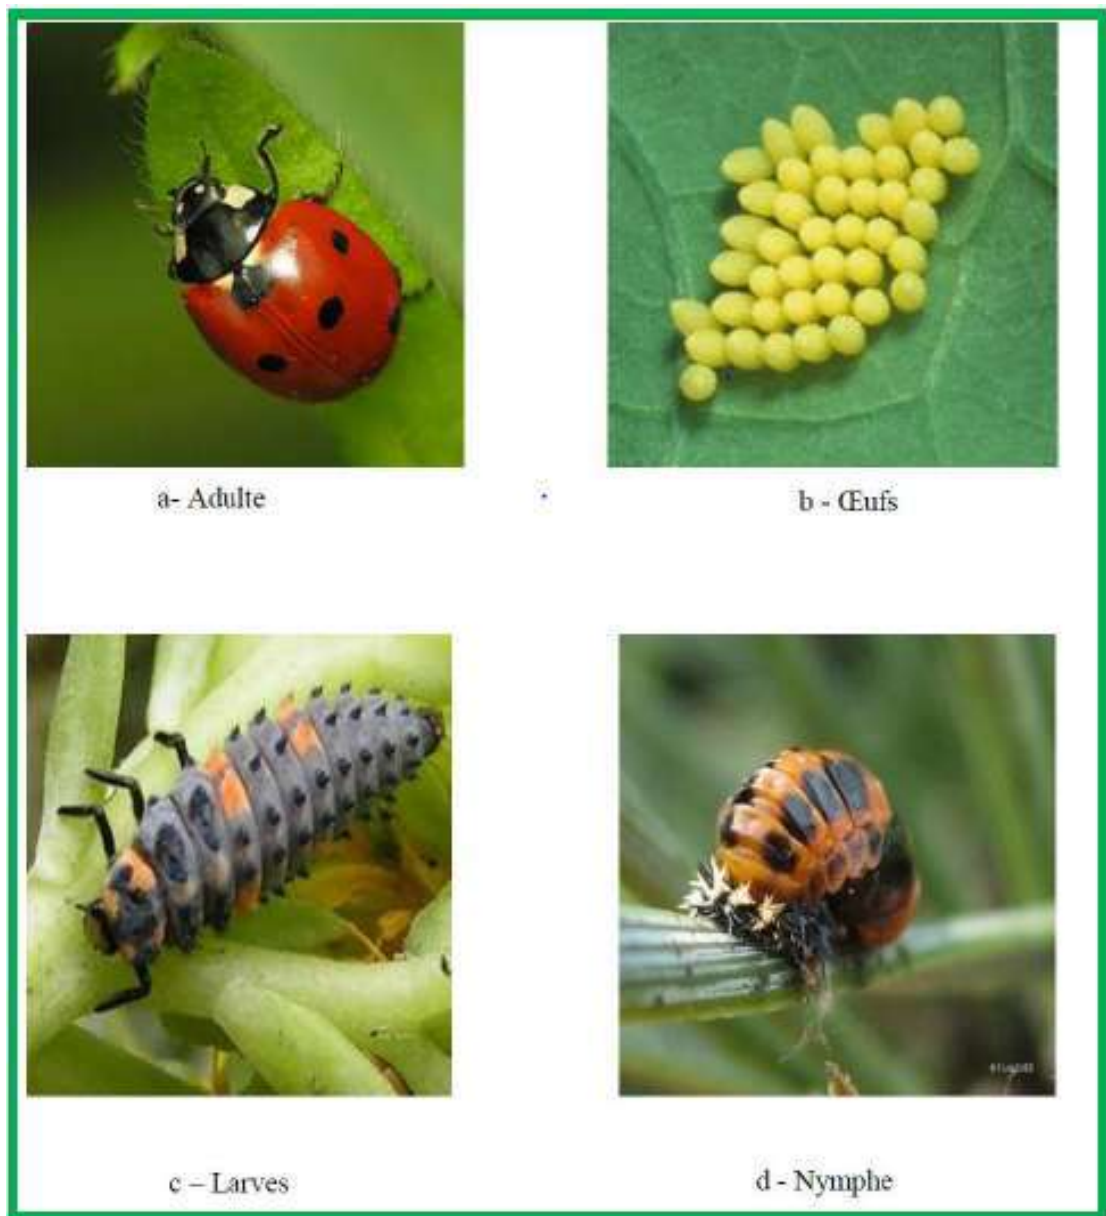 a- Adulte
b - Œufs
c – Larves
d - Nymphe